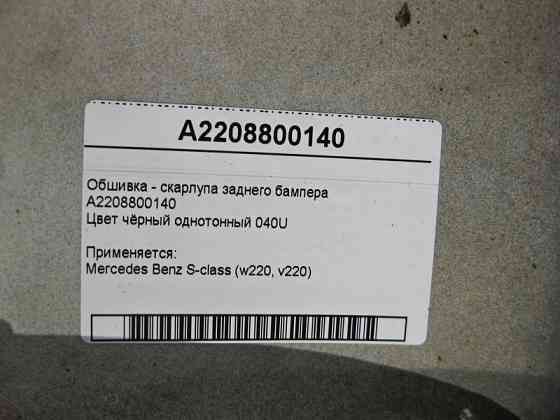 A2208800140
Обшивка - скарлупа заднего бампера
A2208800140
Цвет чёрный однотонный 040U
Применяется:
Mercedes Benz S-class (w220, v220)